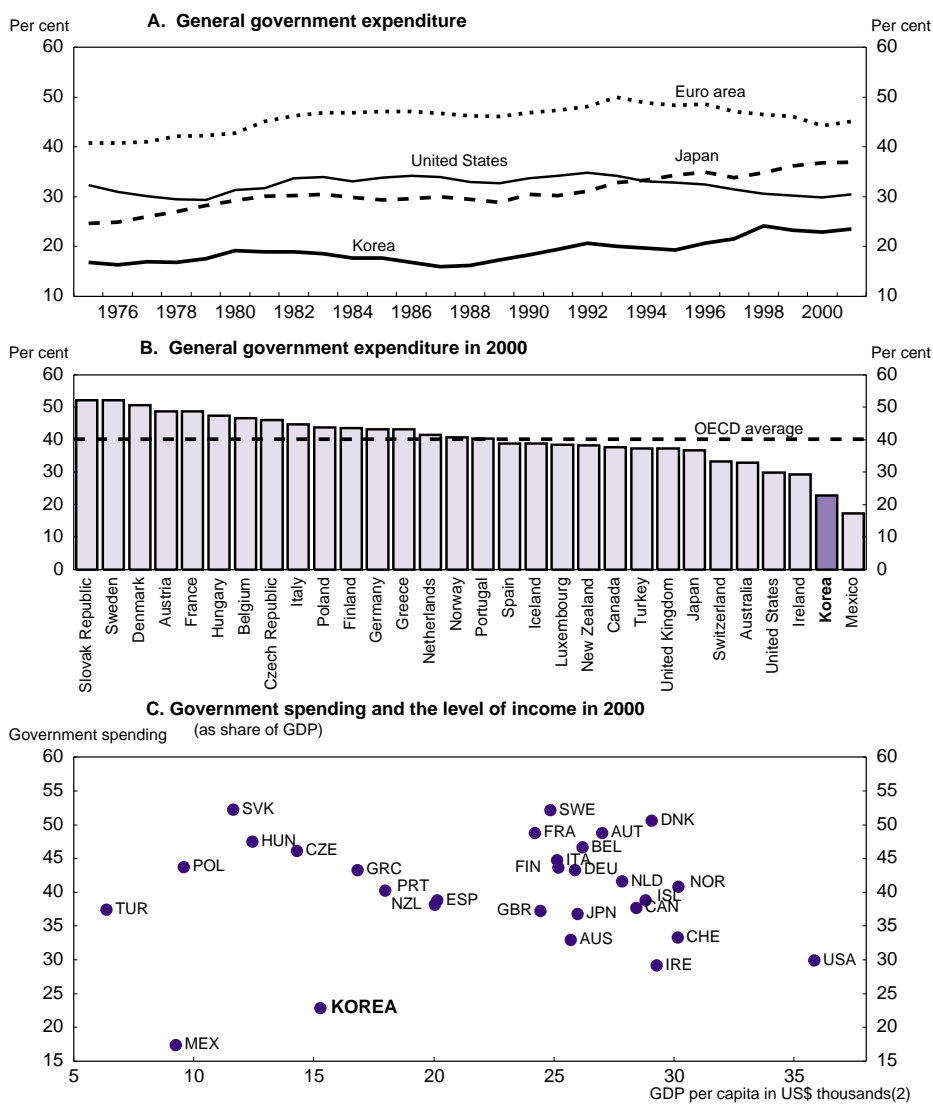 A. General government expenditure
Per cent Per cent
60 60
50 50
40 40
30 30
20 20
10 10
Euro area
United States
Japan
Korea
1976 1978 1980 1982 1984 1986 1988 1990 1992 1994 1996 1998 2000
B. General government expenditure in 2000
Per cent Per cent
60 60
50 50
40 40
30 30
20 20
10 10
0 0
OECD average
Slovak Republic
Sweden
Denmark
Austria
France
Hungary
Belgium
Czech Republic
Italy
Poland
Finland
Germany
Greece
Netherlands
Norway
Portugal
Spain
Iceland
Luxembourg
New Zealand
Canada
Turkey
United Kingdom
Japan
Switzerland
Australia
United States
Ireland
Korea
Mexico
C. Government spending and the level of income in 2000
(as share of GDP)
Government spending
60 60
55 55
50 50
45 45
40 40
35 35
30 30
25 25
20 20
15 15
SVK
SWE
DNK
FRA
AUT
HUN
CZE
BEL
POL
FIN
ITA
DEU
GRC
PRT
NZL
ESP
NLD
NOR
ISL
CAN
TUR
GBR
JPN
AUS
CHE
IRE
USA
KOREA
MEX
5 10 15 20 25 30 35
GDP per capita in US$ thousands(2)